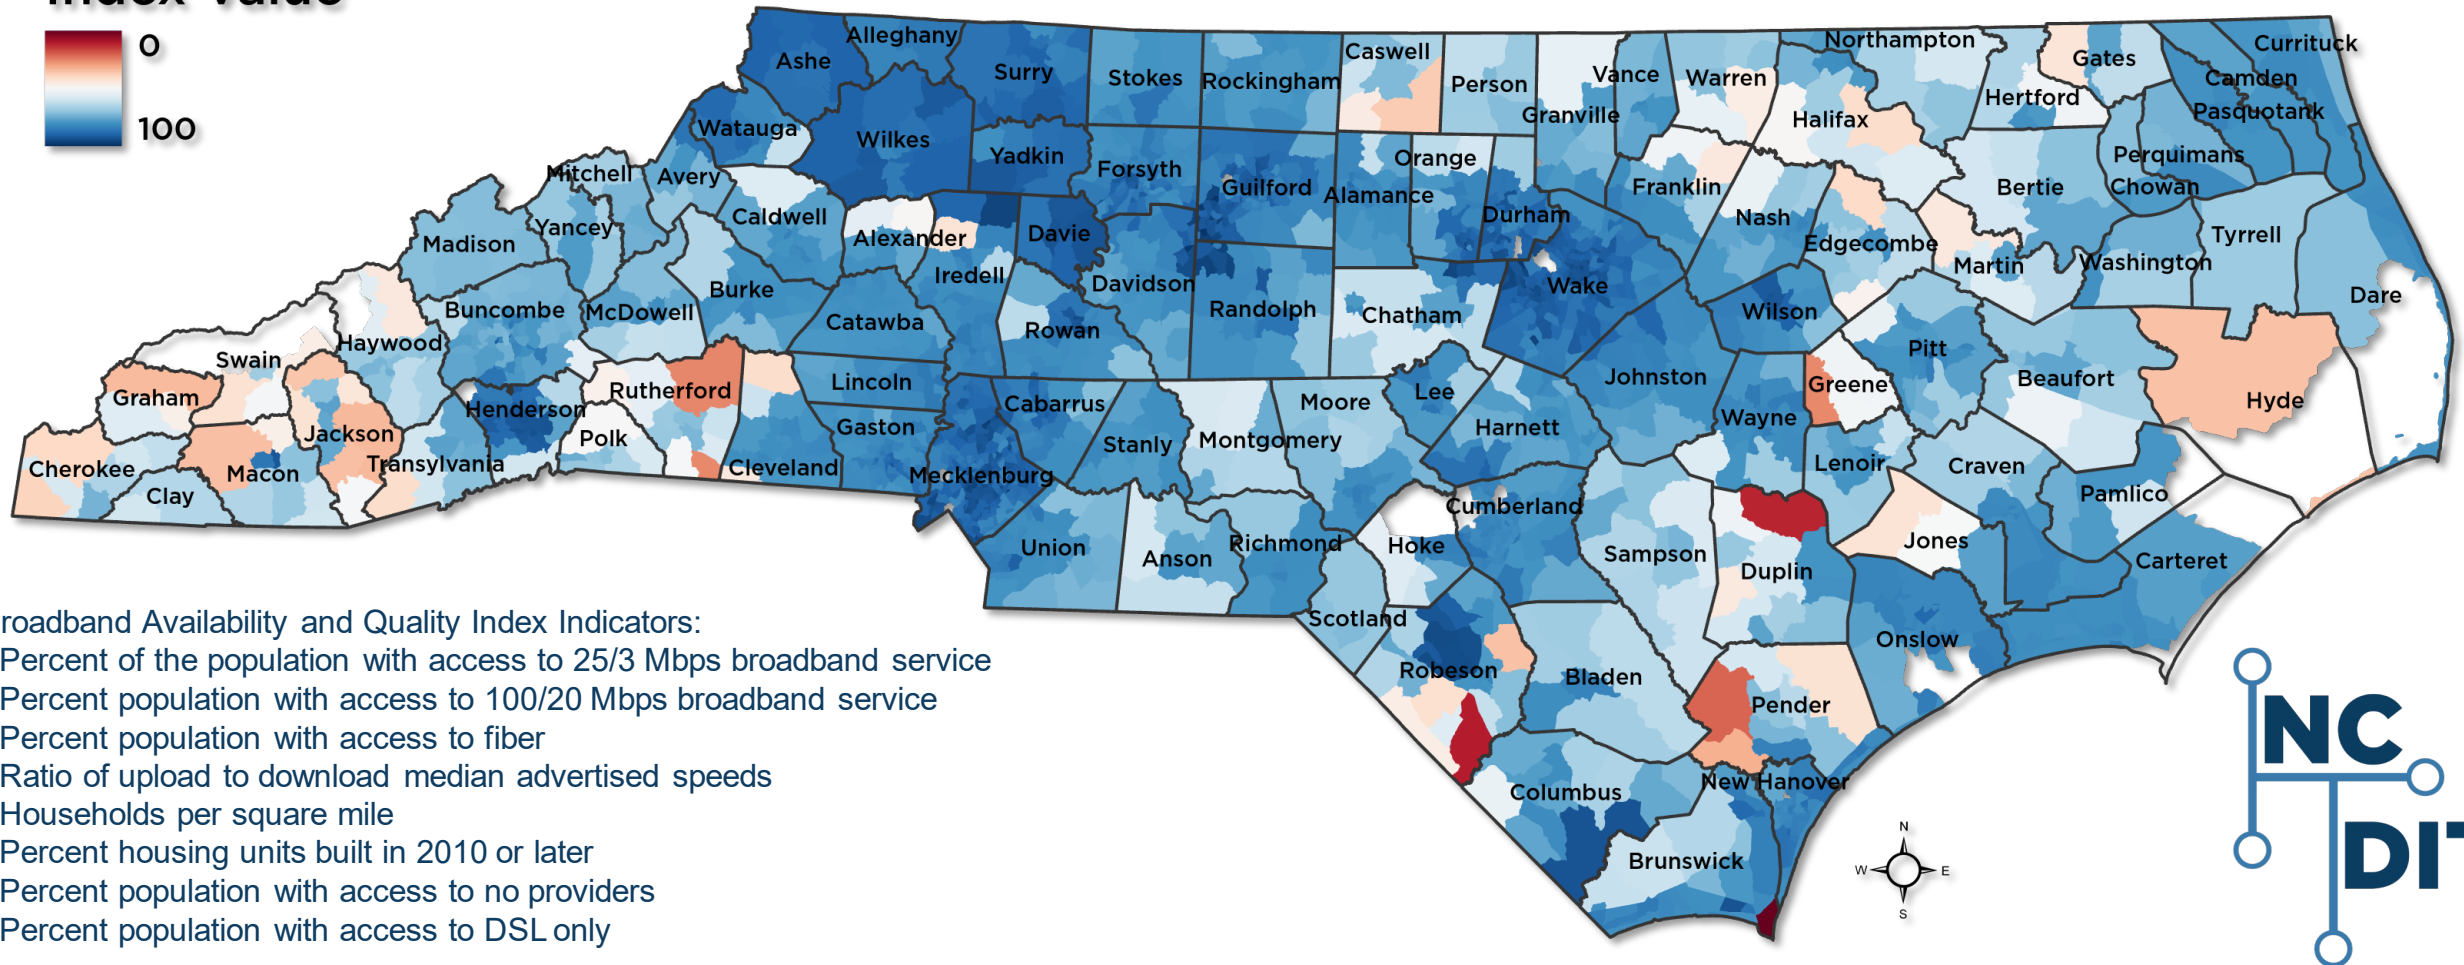 Index Value
0
100
Alleghany
Ashe
Surry
Stokes
Rockingham
Caswell
Person
Vance
Granville
Warren
Northampton
Gates
Currituck
Camden
Pasquotank
Hertford
Halifax
Watauga
Wilkes
Yadkin
Forsyth
Guilford
Alamance
Orange
Durham
Franklin
Nash
Edgecombe
Bertie
Perquimans
Chowan
Mitchell
Avery
Caldwell
Alexander
Davie
Yancey
Madison
Iredell
Davidson
Wake
Martin
Washington
Tyrrell
Dare
Burke
Buncombe
McDowell
Catawba
Rowan
Randolph
Chatham
Wilson
Pitt
Beaufort
Hyde
Swain
Haywood
Graham
Rutherford
Lincoln
Henderson
Polk
Gaston
Cabarrus
Stanly
Montgomery
Moore
Lee
Harnett
Johnston
Wayne
Greene
Lenoir
Craven
Pamlico
Cherokee
Clay
Macon
Jackson
Transylvania
Cleveland
Mecklenburg
Union
Anson
Richmond
Hoke
Cumberland
Sampson
Duplin
Jones
Carteret
Scotland
Robeson
Bladen
Pender
Onslow
Columbus
New Hanover
Brunswick
roadband Availability and Quality Index Indicators:
Percent of the population with access to 25/3 Mbps broadband service
Percent population with access to 100/20 Mbps broadband service
Percent population with access to fiber
Ratio of upload to download median advertised speeds
Households per square mile
Percent housing units built in 2010 or later
Percent population with access to no providers
Percent population with access to DSL only
N
W E
S
NC
DIT